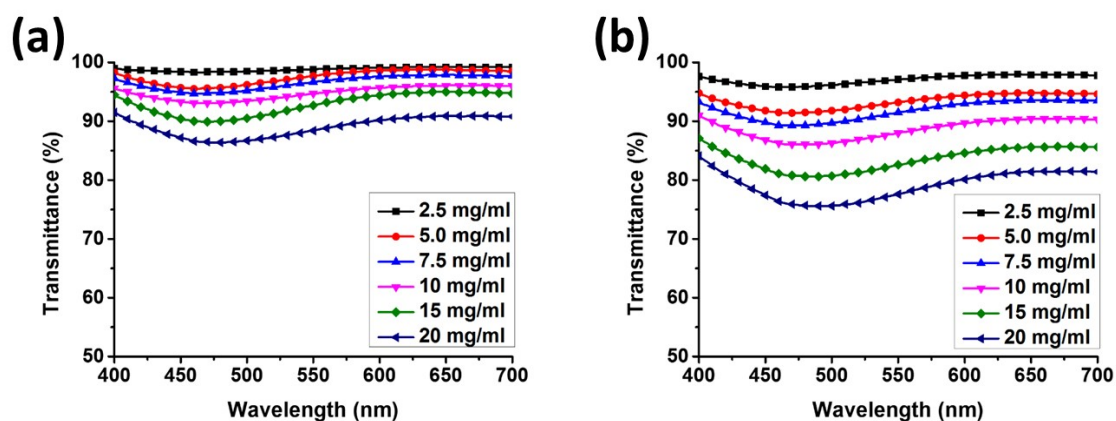 (a)
Transmittance (%)
100
90
80
70
60
50
2.5 mg/ml
5.0 mg/ml
7.5 mg/ml
10 mg/ml
15 mg/ml
20 mg/ml
400 450 500 550 600 650 700
Wavelength (nm)
(b)
Transmittance (%)
100
90
80
70
60
50
2.5 mg/ml
5.0 mg/ml
7.5 mg/ml
10 mg/ml
15 mg/ml
20 mg/ml
400 450 500 550 600 650 700
Wavelength (nm)